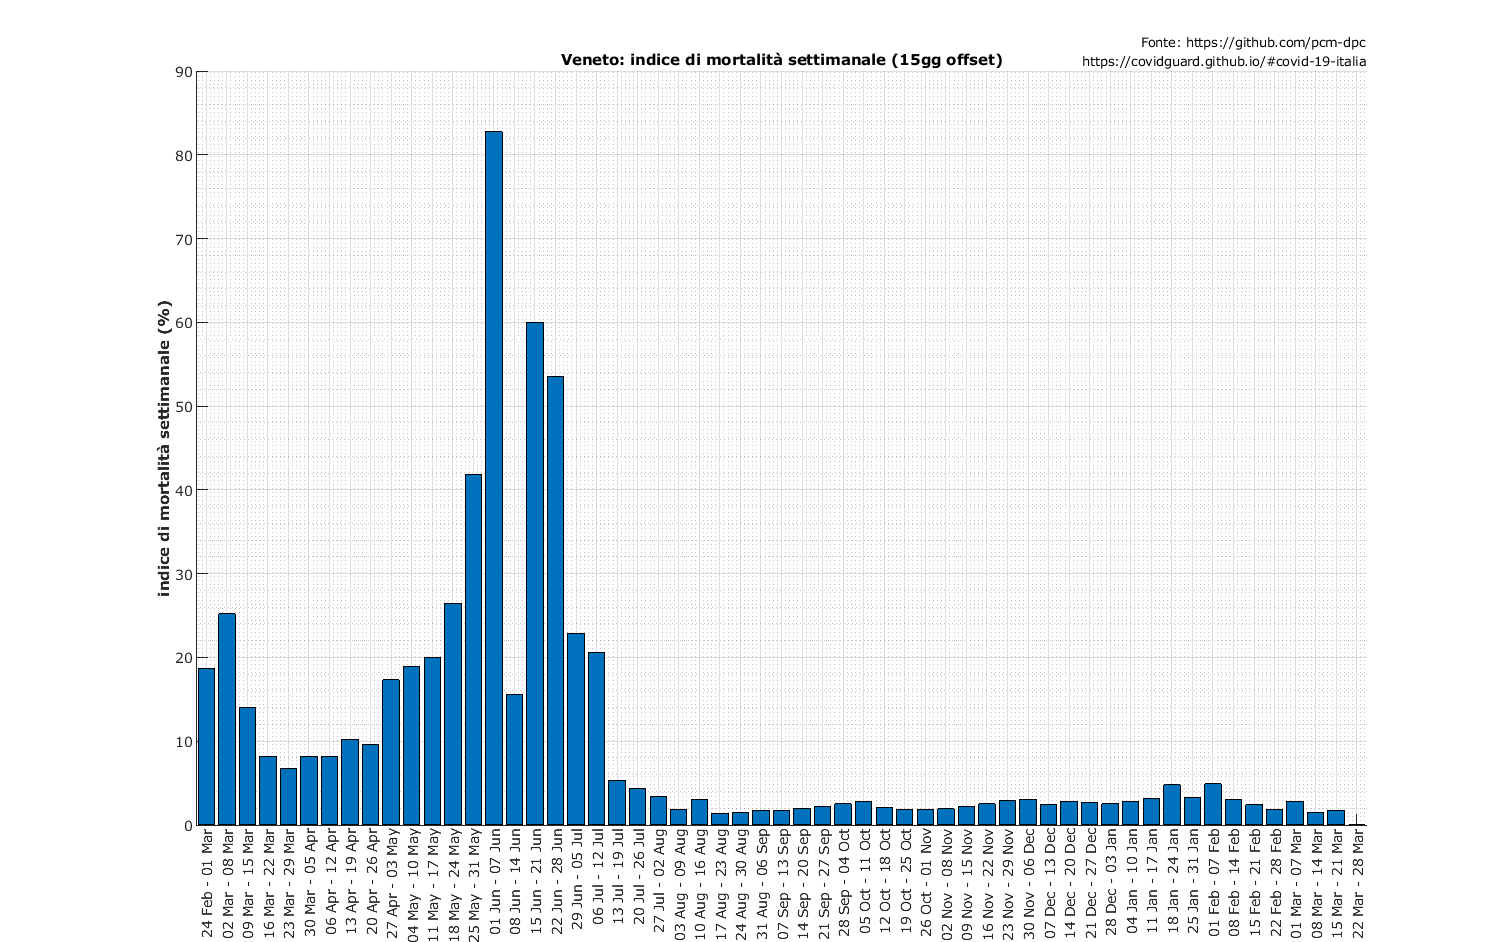 Fonte: https://github.com/pcm-dpc
Veneto: indice di mortalità settimanale (15gg offset)
https://covidguard.github.io/#covid-19-italia
indice di mortalità settimanale (%)
90
80
70
60
50
40
30
20
10
0
24 Feb - 01 Mar
02 Mar - 08 Mar
09 Mar - 15 Mar
16 Mar - 22 Mar
23 Mar - 29 Mar
30 Mar - 05 Apr
06 Apr - 12 Apr
13 Apr - 19 Apr
20 Apr - 26 Apr
27 Apr - 03 May
04 May - 10 May
11 May - 17 May
18 May - 24 May
25 May - 31 May
01 Jun - 07 Jun
08 Jun - 14 Jun
15 Jun - 21 Jun
22 Jun - 28 Jun
29 Jun - 05 Jul
06 Jul - 12 Jul
13 Jul - 19 Jul
20 Jul - 26 Jul
27 Jul - 02 Aug
03 Aug - 09 Aug
10 Aug - 16 Aug
17 Aug - 23 Aug
24 Aug - 30 Aug
31 Aug - 06 Sep
07 Sep - 13 Sep
14 Sep - 20 Sep
21 Sep - 27 Sep
28 Sep - 04 Oct
05 Oct - 11 Oct
12 Oct - 18 Oct
19 Oct - 25 Oct
26 Oct - 01 Nov
02 Nov - 08 Nov
09 Nov - 15 Nov
16 Nov - 22 Nov
23 Nov - 29 Nov
30 Nov - 06 Dec
07 Dec - 13 Dec
14 Dec - 20 Dec
21 Dec - 27 Dec
28 Dec - 03 Jan
04 Jan - 10 Jan
11 Jan - 17 Jan
18 Jan - 24 Jan
25 Jan - 31 Jan
01 Feb - 07 Feb
08 Feb - 14 Feb
15 Feb - 21 Feb
22 Feb - 28 Feb
01 Mar - 07 Mar
08 Mar - 14 Mar
15 Mar - 21 Mar
22 Mar - 28 Mar